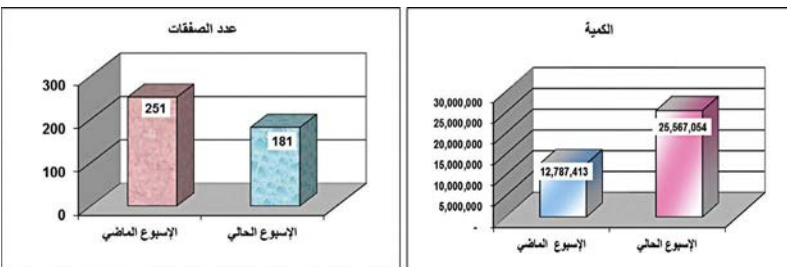 عدد الصفقات
300
200
100
0
251
181
الإسبوع الماضي
الإسبوع الحالي
الكمية
30,000,000
25,000,000
20,000,000
15,000,000
10,000,000
5,000,000
-
12,787,413
25,567,054
الإسبوع الماضي
الإسبوع الحالي